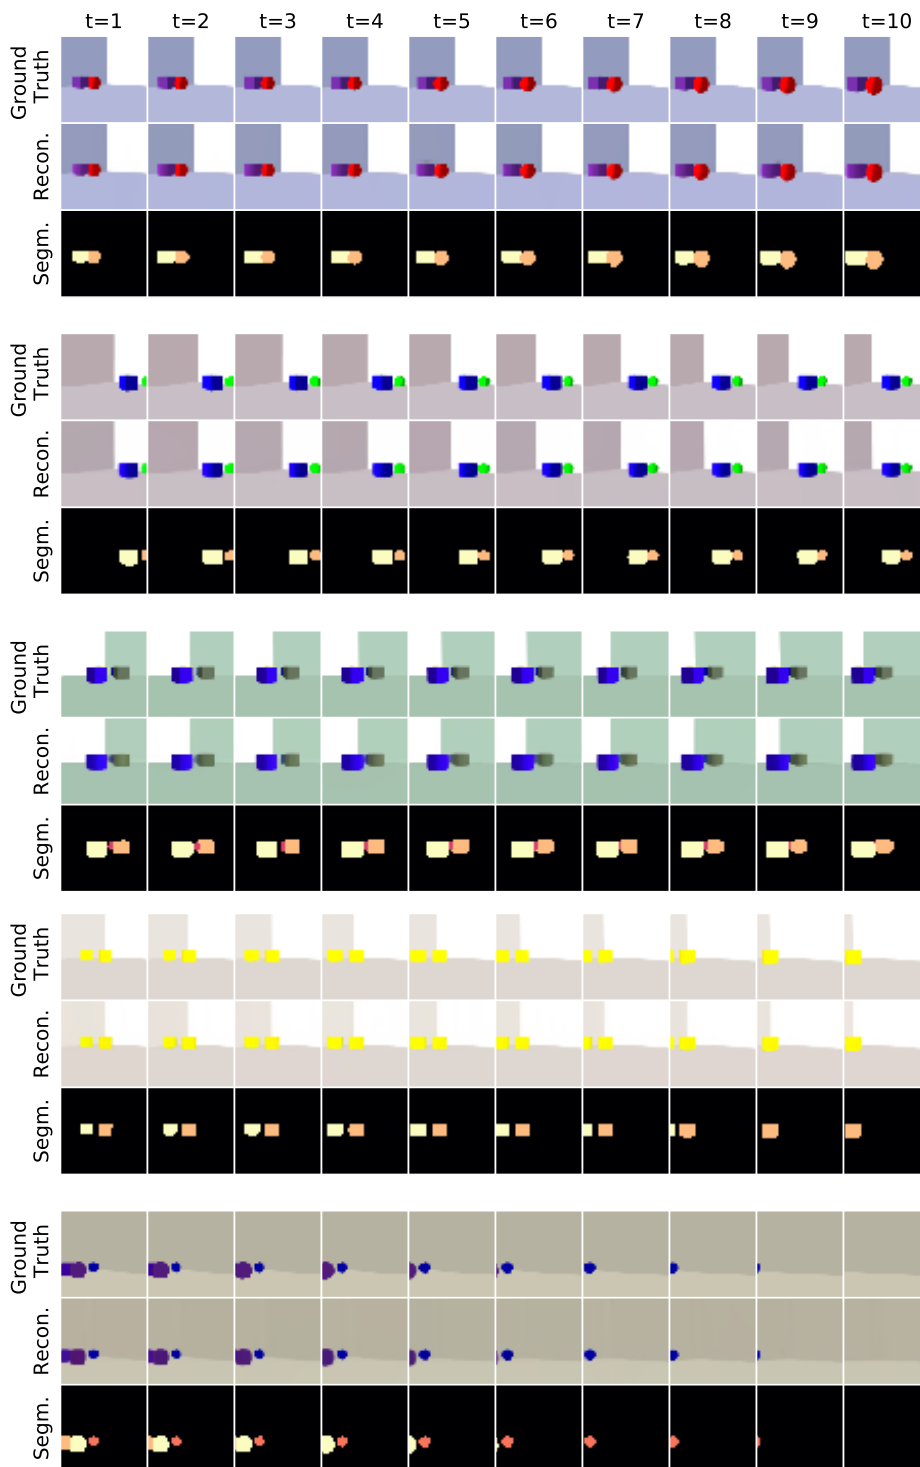 t=1 t=2 t=3 t=4 t=5 t=6 t=7 t=8 t=9 t=10
Ground
Truth
Recon.
Segm.
Ground
Truth
Recon.
Segm.
Ground
Truth
Recon.
Segm.
Ground
Truth
Recon.
Segm.
Ground
Truth
Recon.
Segm.